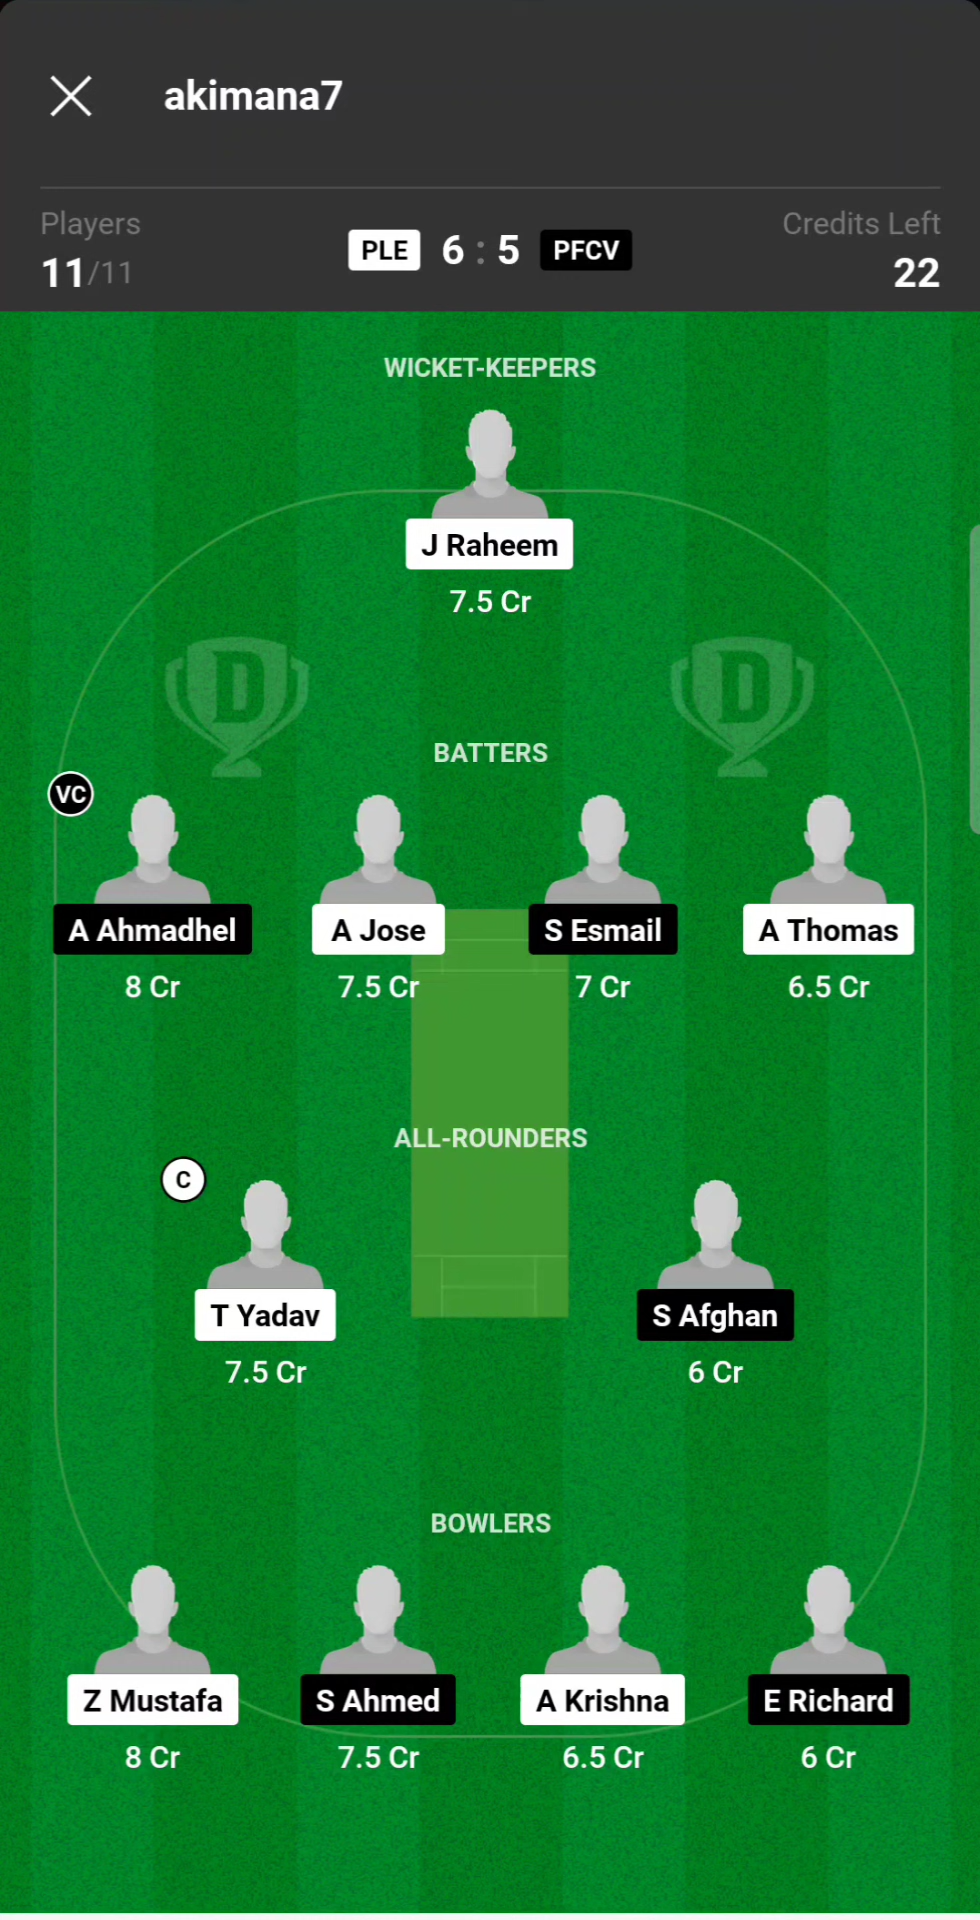 akimana7
Players
11/11
PLE 6 : 5 PFCV
Credits Left
22
WICKET-KEEPERS
J Raheem
7.5 Cr
D D
BATTERS
VC
A Ahmadhel A Jose S Esmail A Thomas
8 Cr 7.5 Cr 7 Cr 6.5 Cr
ALL-ROUNDERS
C
T Yadav S Afghan
7.5 Cr 6 Cr
BOWLERS
Z Mustafa S Ahmed A Krishna E Richard
8 Cr 7.5 Cr 6.5 Cr 6 Cr